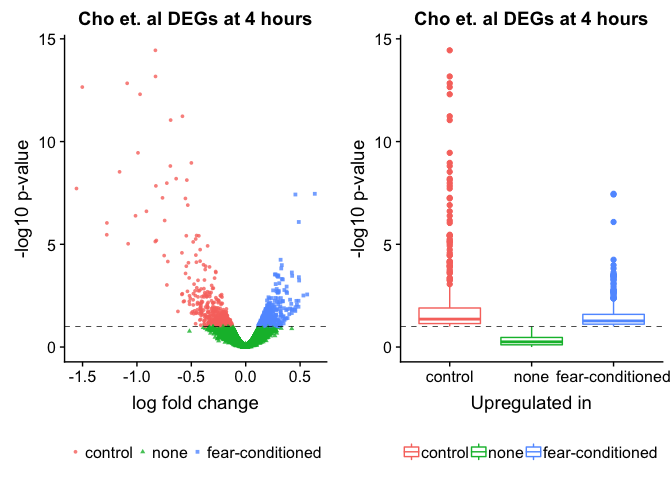 Cho et. al DEGs at 4 hours
-log10 p-value
15
10
5
0
-1.5 -1.0 -0.5 0.0 0.5
log fold change
control none fear-conditioned
Cho et. al DEGs at 4 hours
-log10 p-value
15
10
5
0
control none fear-conditioned
Upregulated in
control none fear-conditioned